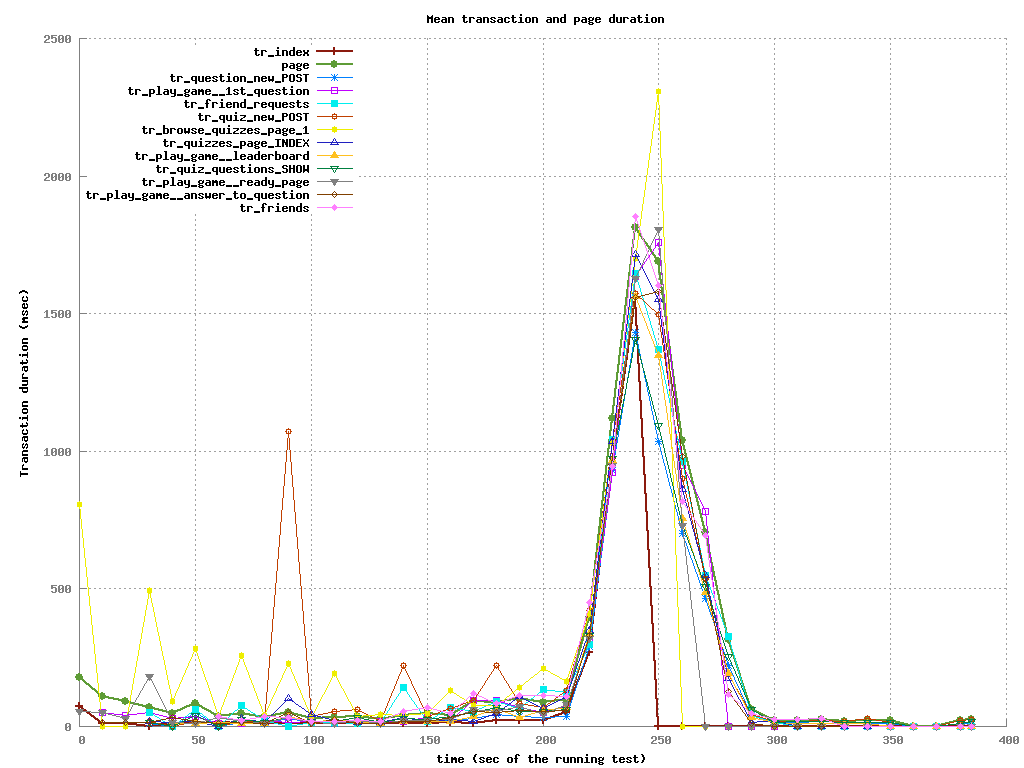 Mean transaction and page duration
2500
2000
1500
1000
500
0
Transaction duration (msec)
tr_index
page
tr_question_new_POST
tr_play_game__1st_question
tr_friend_requests
tr_quiz_new_POST
tr_browse_quizzes_page_1
tr_quizzes_page_INDEX
tr_play_game__leaderboard
tr_quiz_questions_SHOW
tr_play_game__ready_page
tr_play_game__answer_to_question
tr_friends
0 50 100 150 200 250 300 350 400
time (sec of the running test)